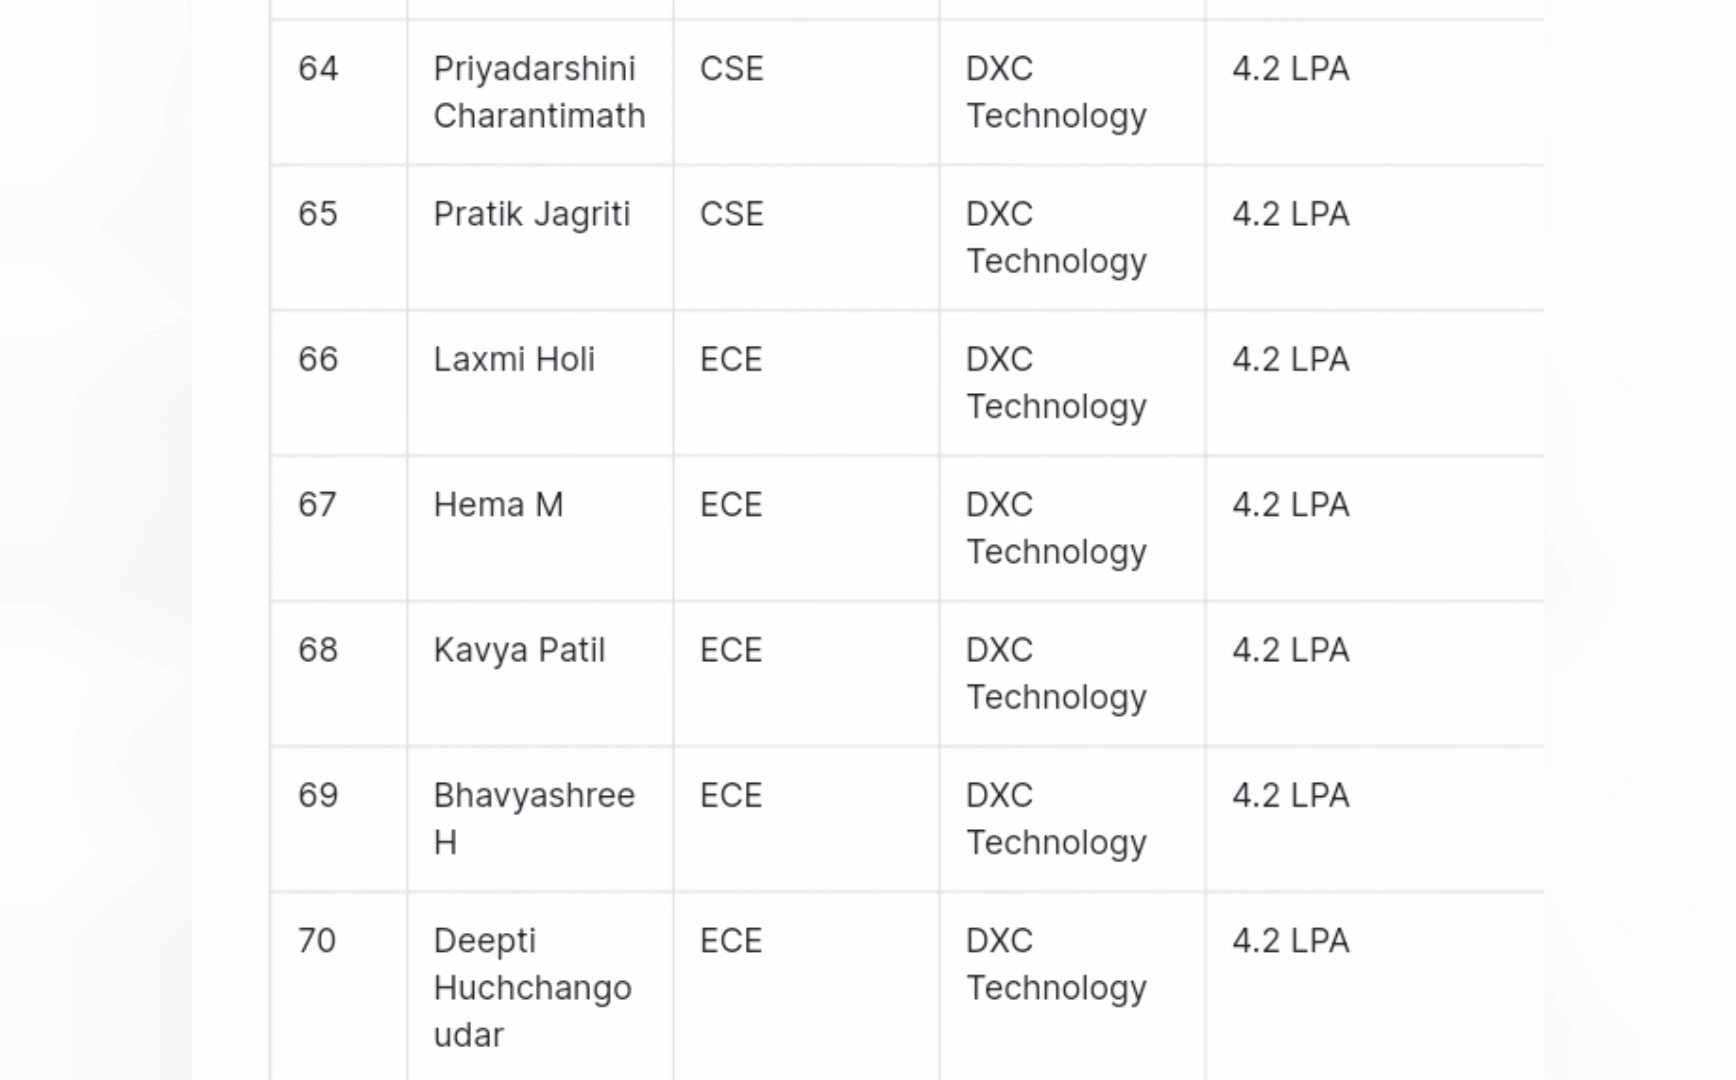 64 Priyadarshini CSE DXC 4.2 LPA
Charantimath Technology
65 Pratik Jagriti CSE DXC 4.2 LPA
Technology
66 Laxmi Holi ECE DXC 4.2 LPA
Technology
67 Hema M ECE DXC 4.2 LPA
Technology
68 Kavya Patil ECE DXC 4.2 LPA
Technology
69 Bhavyashree ECE DXC 4.2 LPA
H Technology
70 Deepti ECE DXC 4.2 LPA
Huchchango Technology
udar